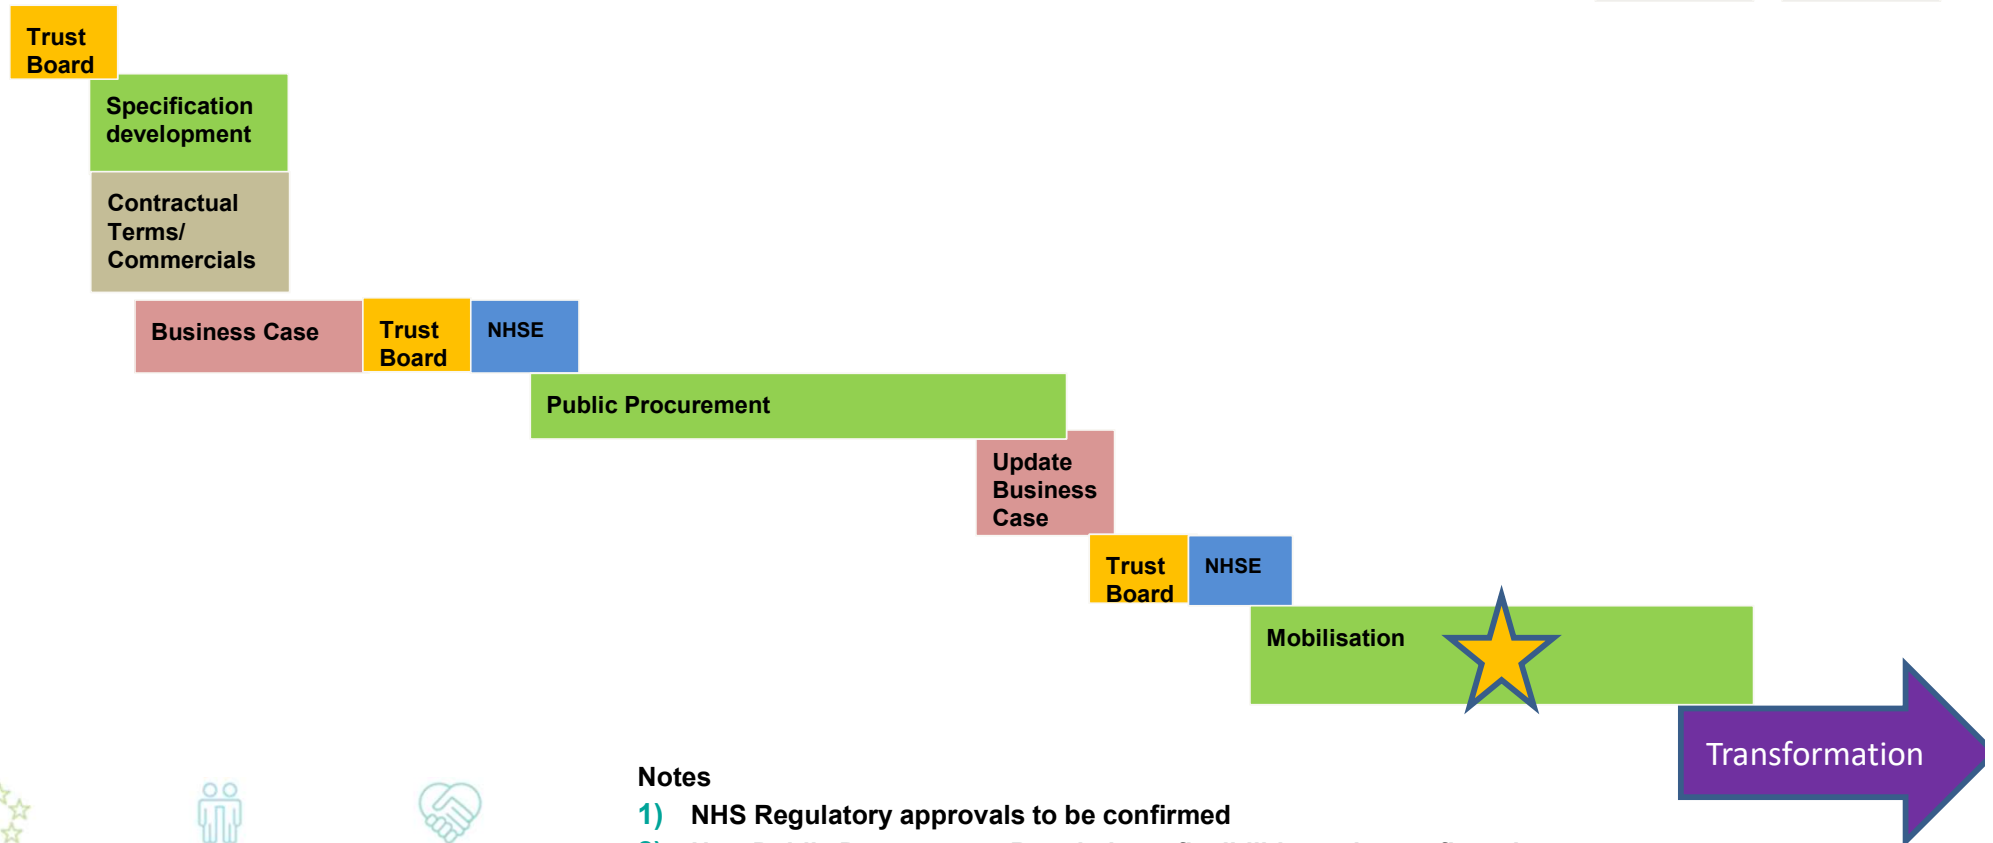 Trust
Board
Specification
development
Contractual
Terms/
Commercials
Business Case
Trust
Board
NHSE
Public Procurement
Update
Business
Case
Trust
Board
NHSE
Mobilisation
Transformation
Notes
1) NHS Regulatory approvals to be confirmed